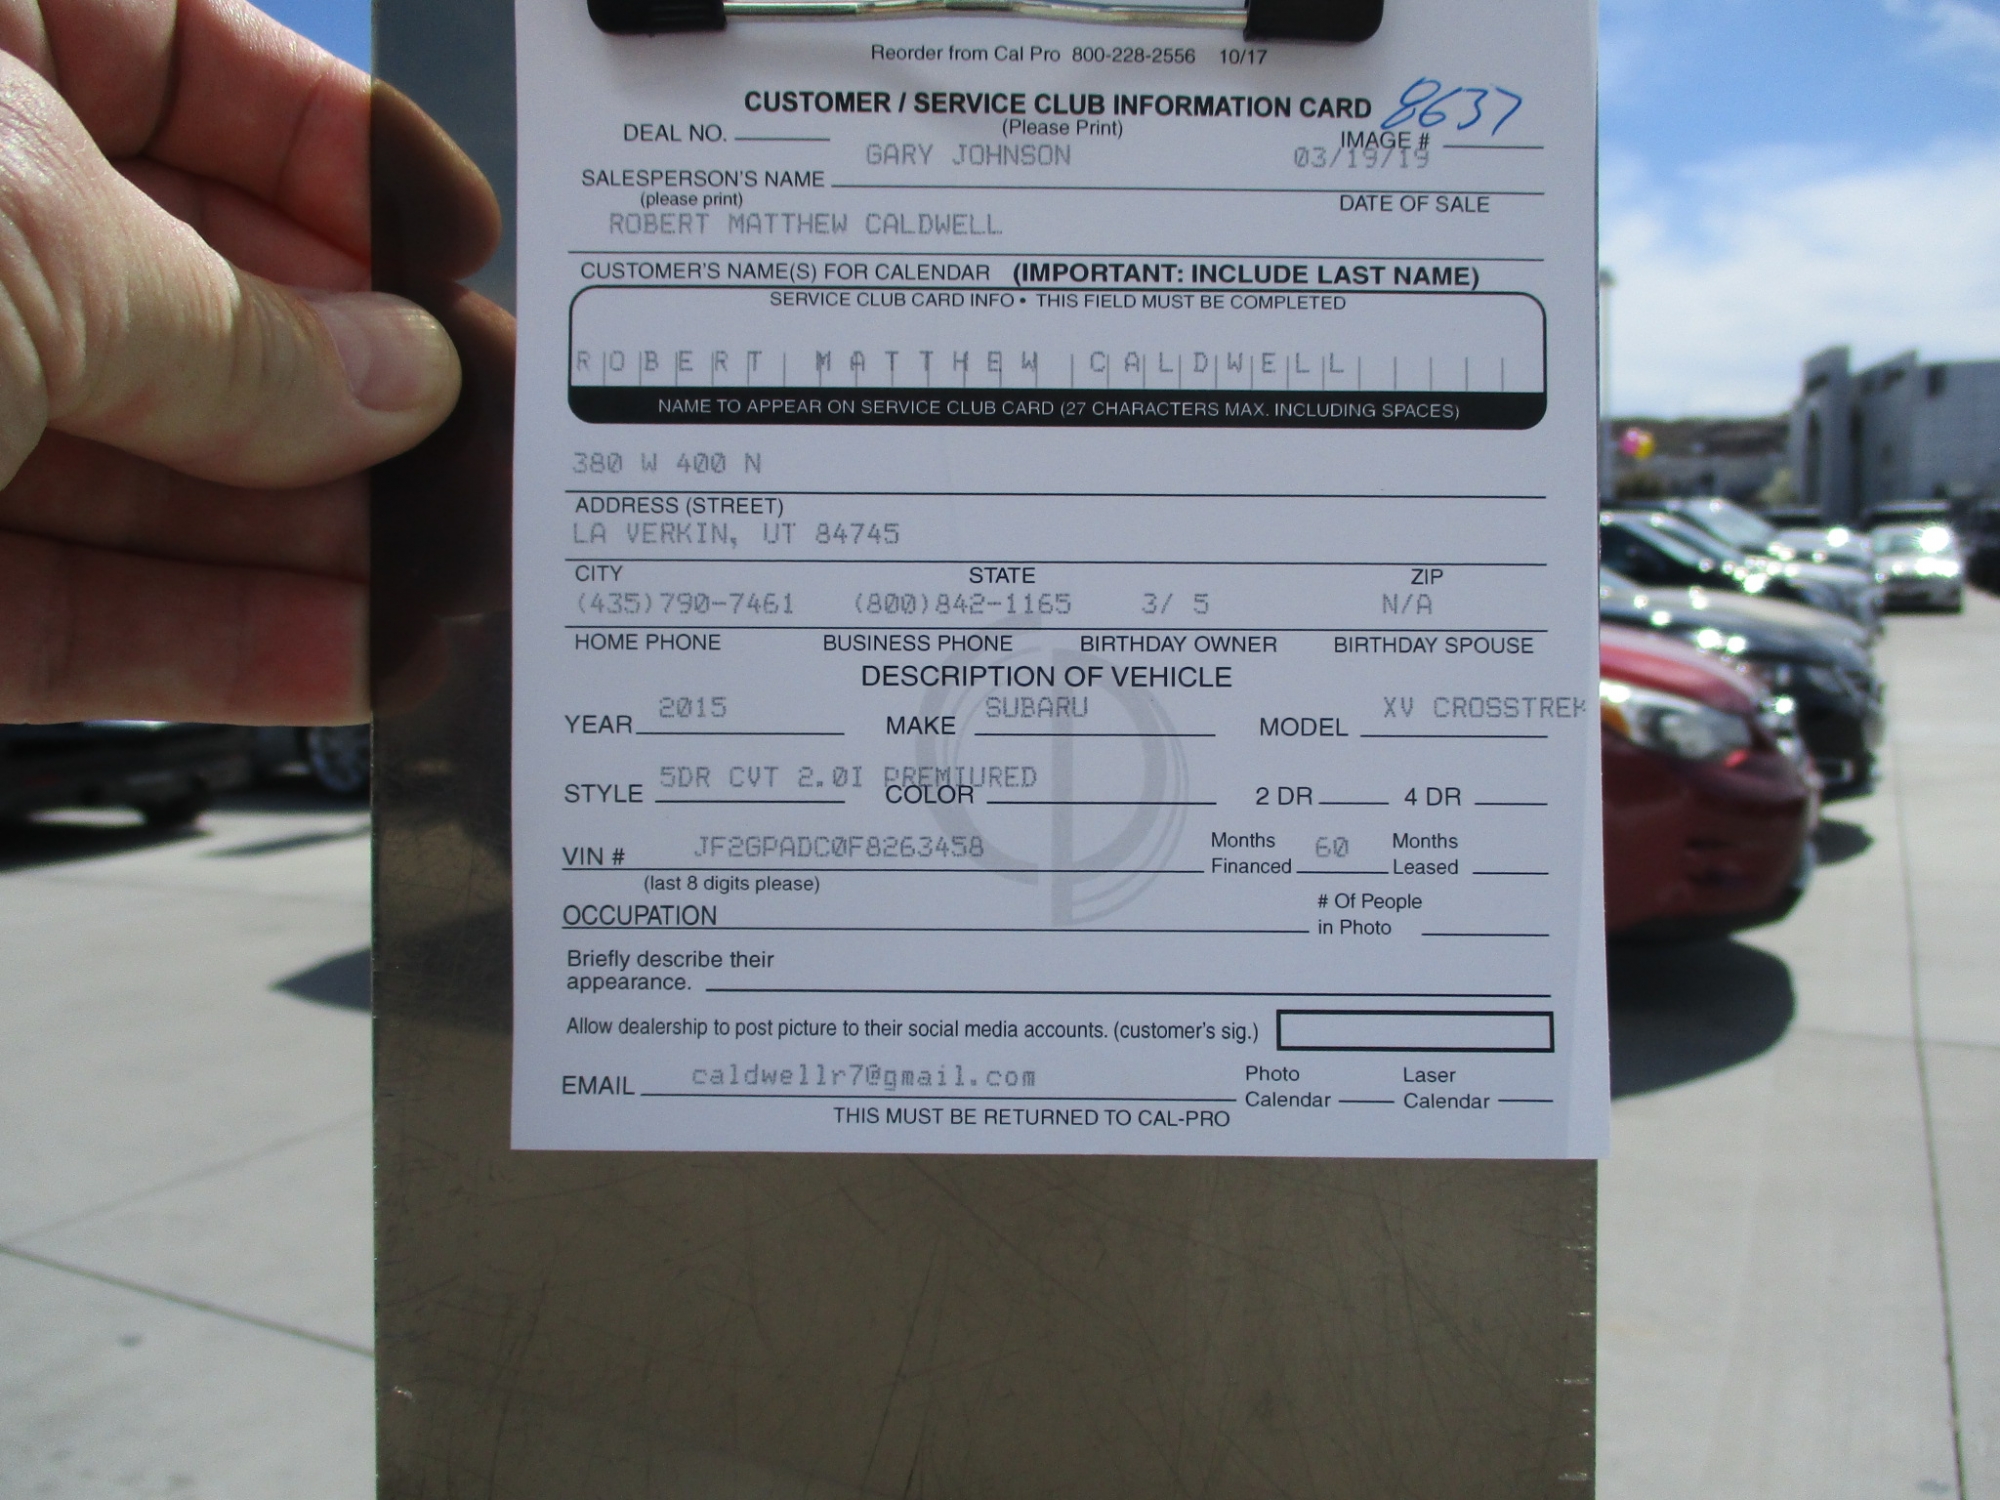 Reorder from Cal Pro 800-228-2556 10/17
CUSTOMER / SERVICE CLUB INFORMATION CARD 8637
(Please Print)
DEAL NO. IMAGE #
GARY JOHNSON 03/19/19
SALESPERSON'S NAME
(please print) DATE OF SALE
ROBERT MATTHEW CALDWELL
CUSTOMER'S NAME(S) FOR CALENDAR (IMPORTANT: INCLUDE LAST NAME)
SERVICE CLUB CARD INFO • THIS FIELD MUST BE COMPLETED
ROBERT MATTHEW CALDWELL
NAME TO APPEAR ON SERVICE CLUB CARD (27 CHARACTERS MAX. INCLUDING SPACES)
380 W 400 N
ADDRESS (STREET)
LA VERKIN, UT 84745
CITY STATE ZIP
(435)790-7461 (800)842-1165 3/ 5 N/A
HOME PHONE BUSINESS PHONE BIRTHDAY OWNER BIRTHDAY SPOUSE
DESCRIPTION OF VEHICLE
2015 SUBARU XV CROSSTREK
YEAR MAKE MODEL
5DR CVT 2.0I PREMIURED
STYLE COLOR 2 DR 4 DR
VIN # JF2GPADC0F8263458 Months Financed 60 Months Leased
(last 8 digits please)
OCCUPATION # Of People in Photo
Briefly describe their
appearance.
Allow dealership to post picture to their social media accounts. (customer's sig.)
EMAIL caldwellr7@gmail.com Photo Calendar Laser Calendar
THIS MUST BE RETURNED TO CAL-PRO